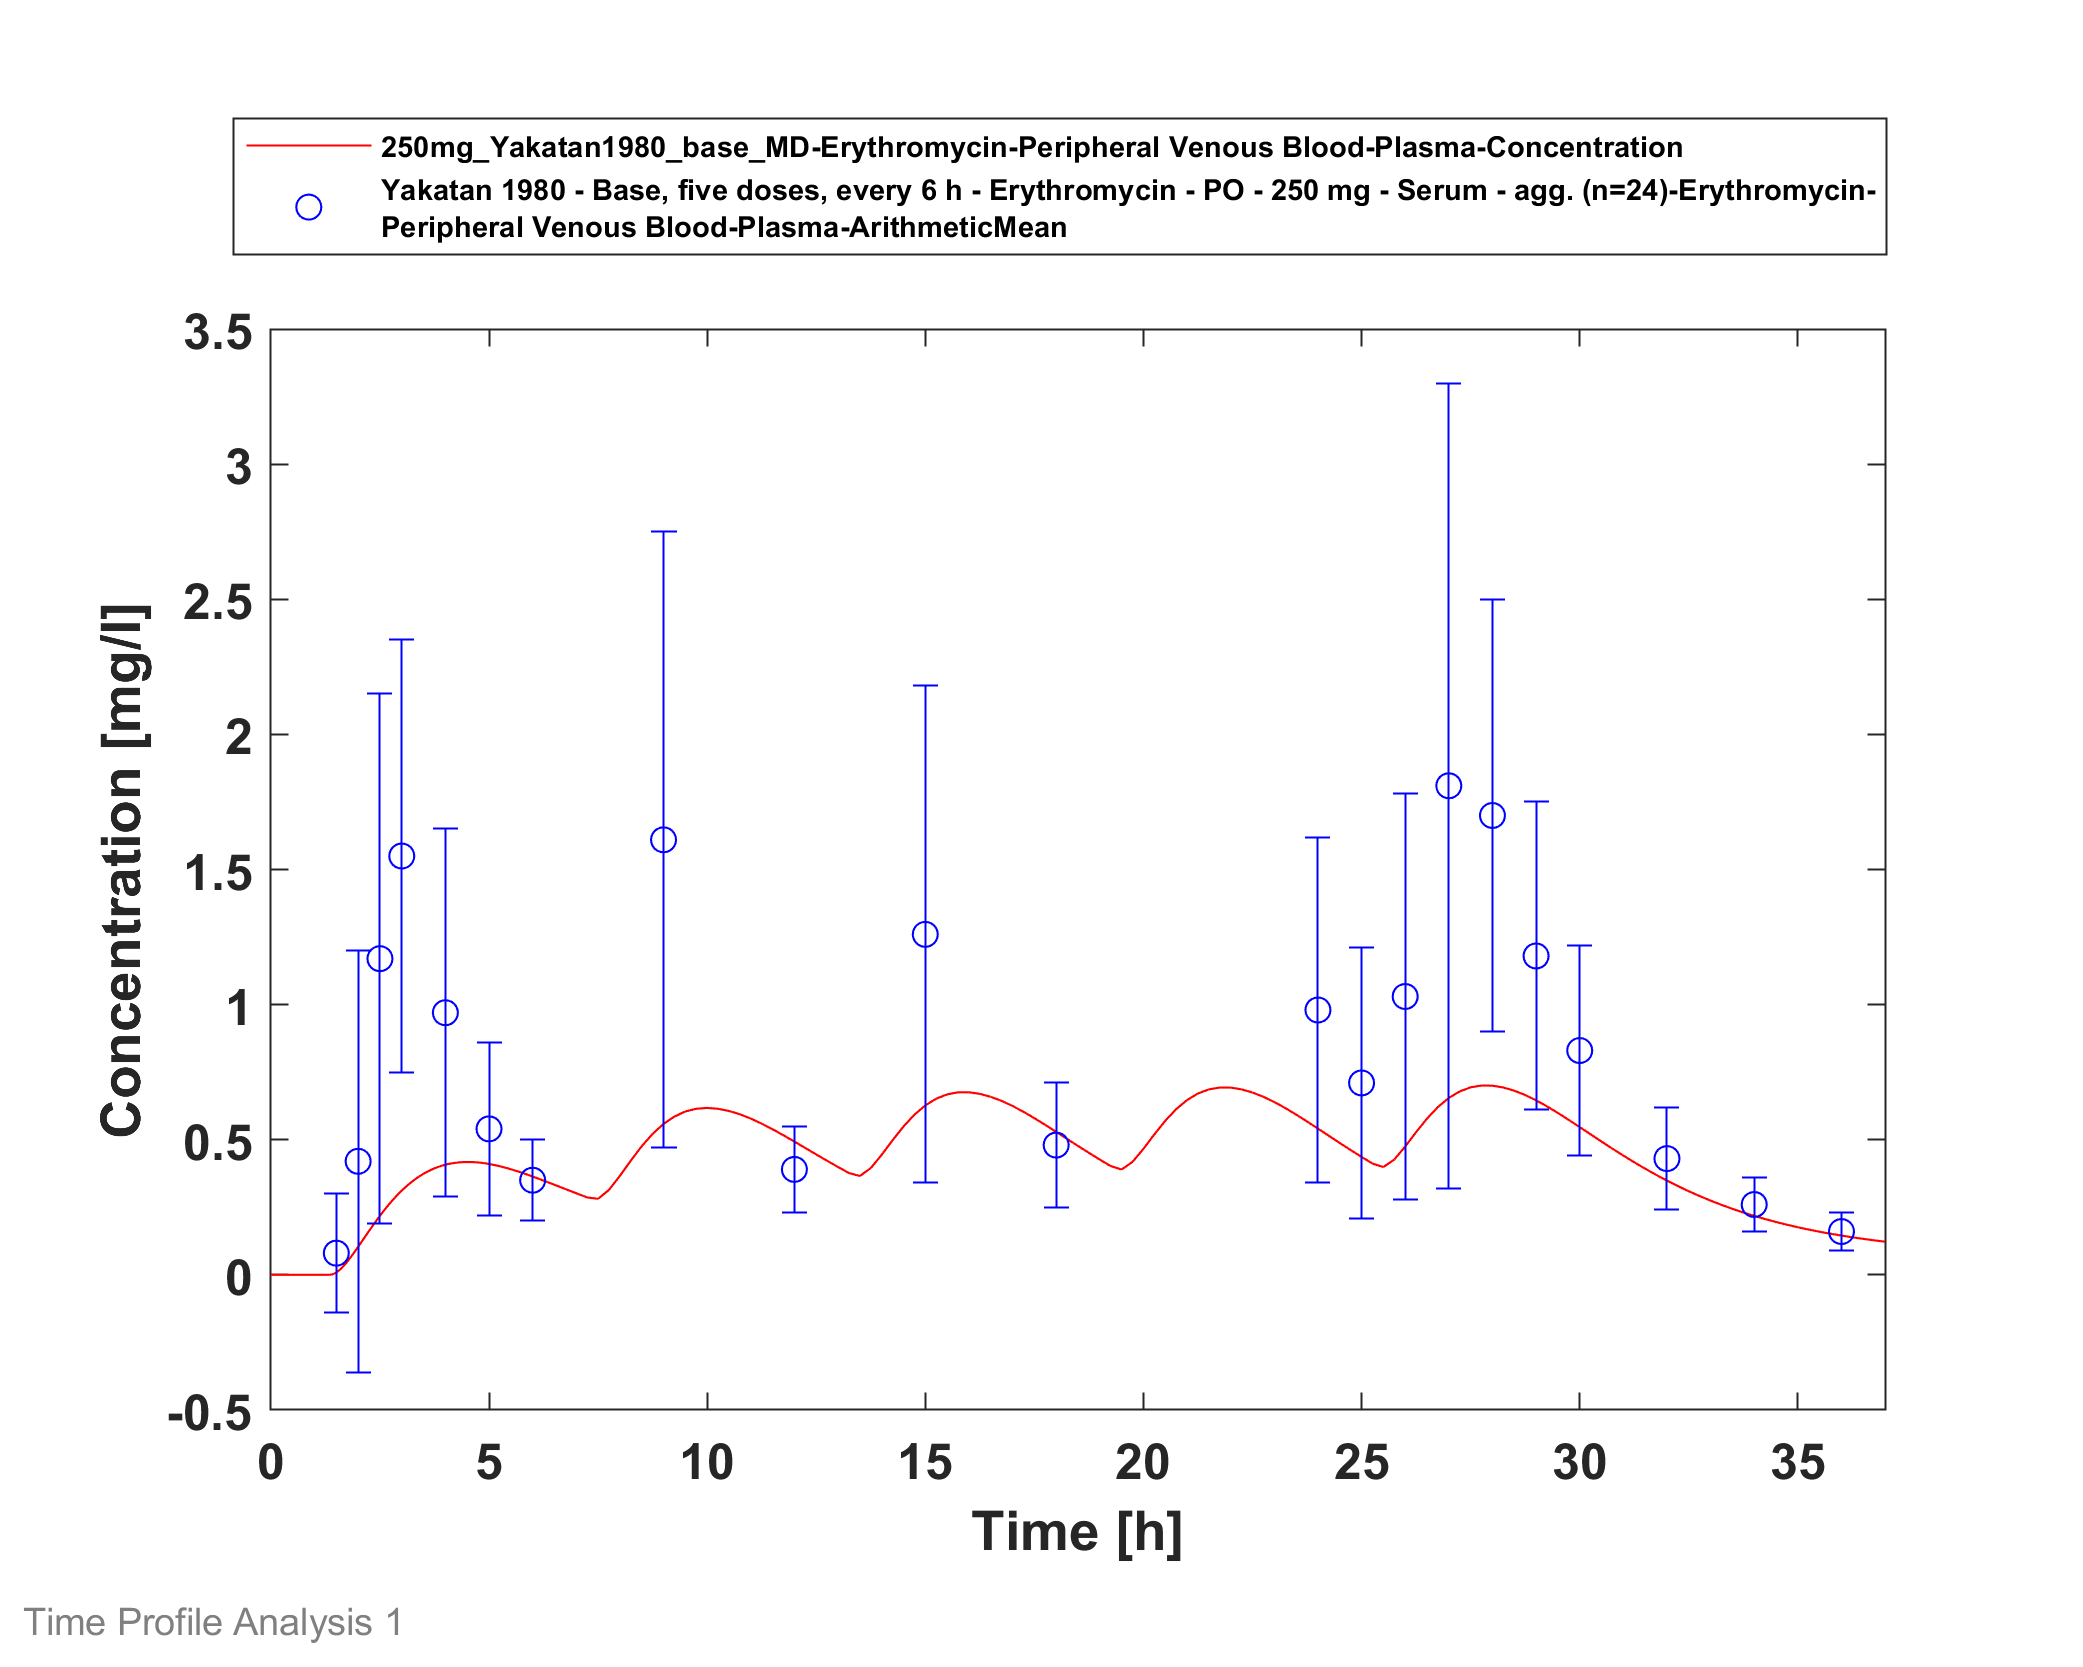 250mg_Yakatan1980_base_MD-Erythromycin-Peripheral Venous Blood-Plasma-Concentration
Yakatan 1980 - Base, five doses, every 6 h - Erythromycin - PO - 250 mg - Serum - agg. (n=24)-Erythromycin-
Peripheral Venous Blood-Plasma-ArithmeticMean
3.5
3
2.5
2
1.5
1
0.5
0
-0.5
Concentration [mg/l]
0 5 10 15 20 25 30 35
Time [h]
Time Profile Analysis 1